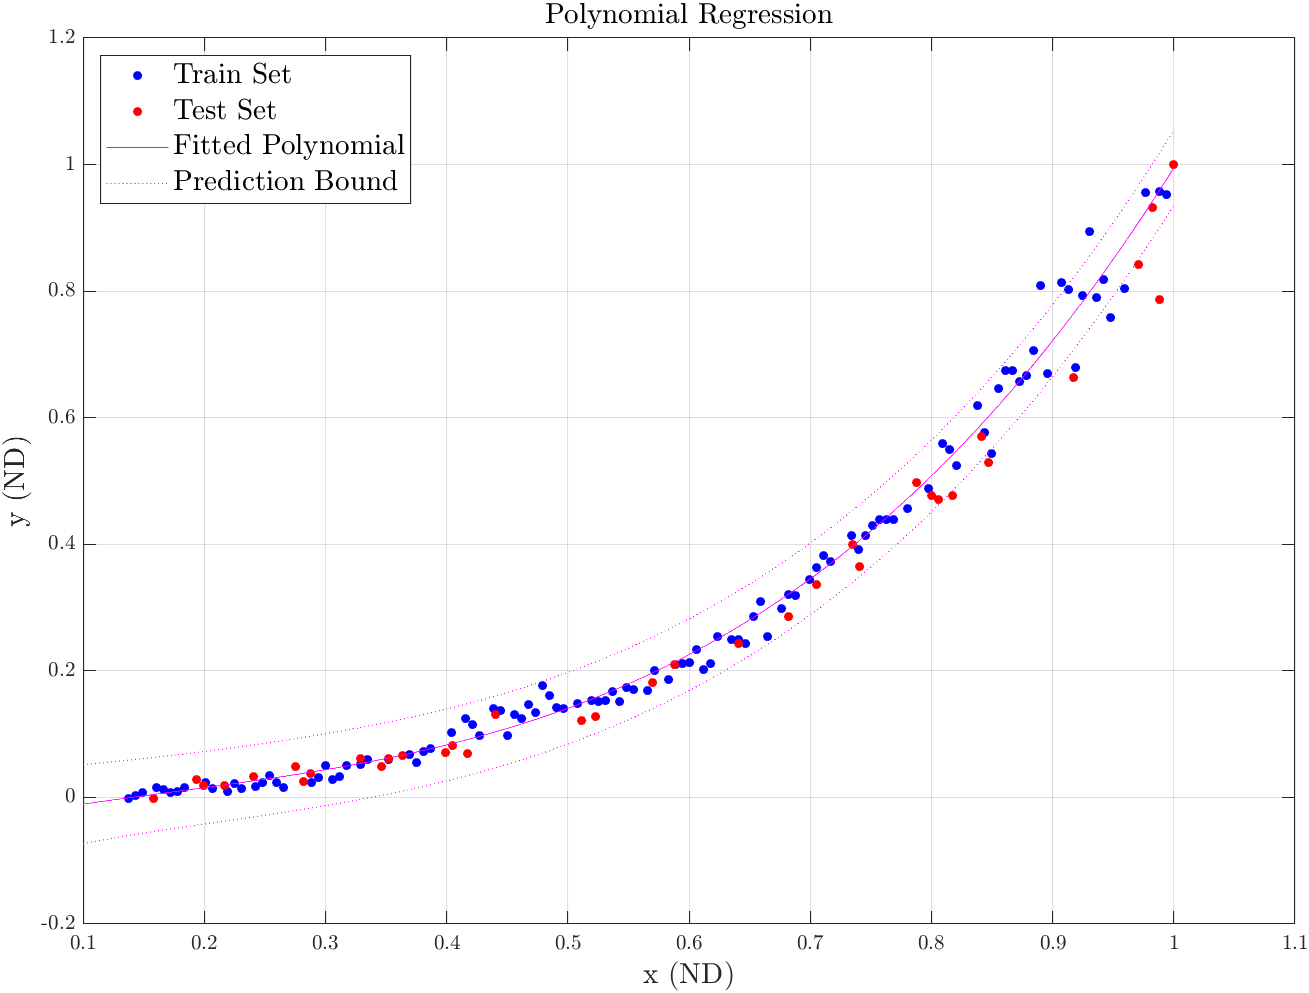 Polynomial Regression
1.2
1
0.8
0.6
0.4
0.2
0
-0.2
y (ND)
Train Set
Test Set
Fitted Polynomial
Prediction Bound
0.1 0.2 0.3 0.4 0.5 0.6 0.7 0.8 0.9 1 1.1
x (ND)